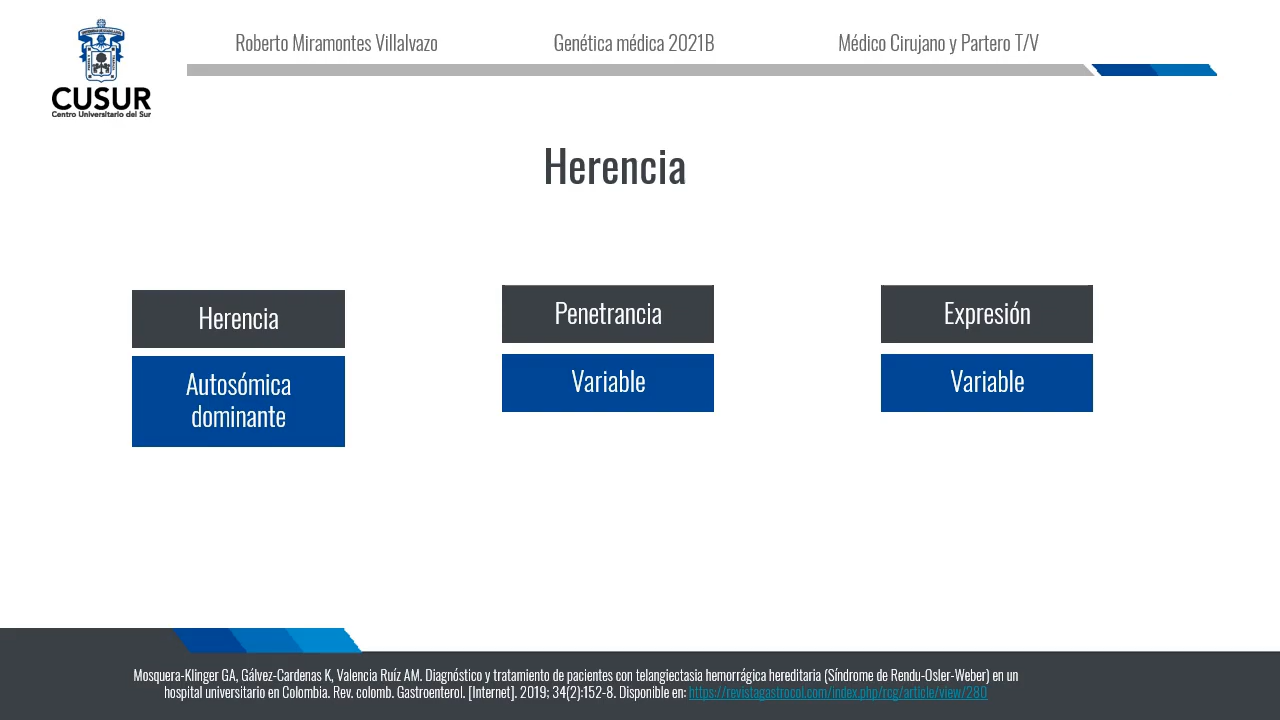 Roberto Miramontes Villalvazo
Genética médica 2021B
Médico Cirujano y Partero T/V
CUSUR
Centro Universitario del Sur
Herencia
Herencia
Autosómica
dominante
Penetrancia
Variable
Expresión
Variable
Mosquera-Klinger GA, Gálvez-Cardenas K, Valencia Ruíz AM. Diagnóstico y tratamiento de pacientes con telangiectasia hemorrágica hereditaria (Síndrome de Rendu-Osler-Weber) en un
hospital universitario en Colombia. Rev. colomb. Gastroenterol. [Internet]. 2019; 34(2):152-8. Disponible en: https://revistagastrocol.com/index.php/rcg/article/view/280